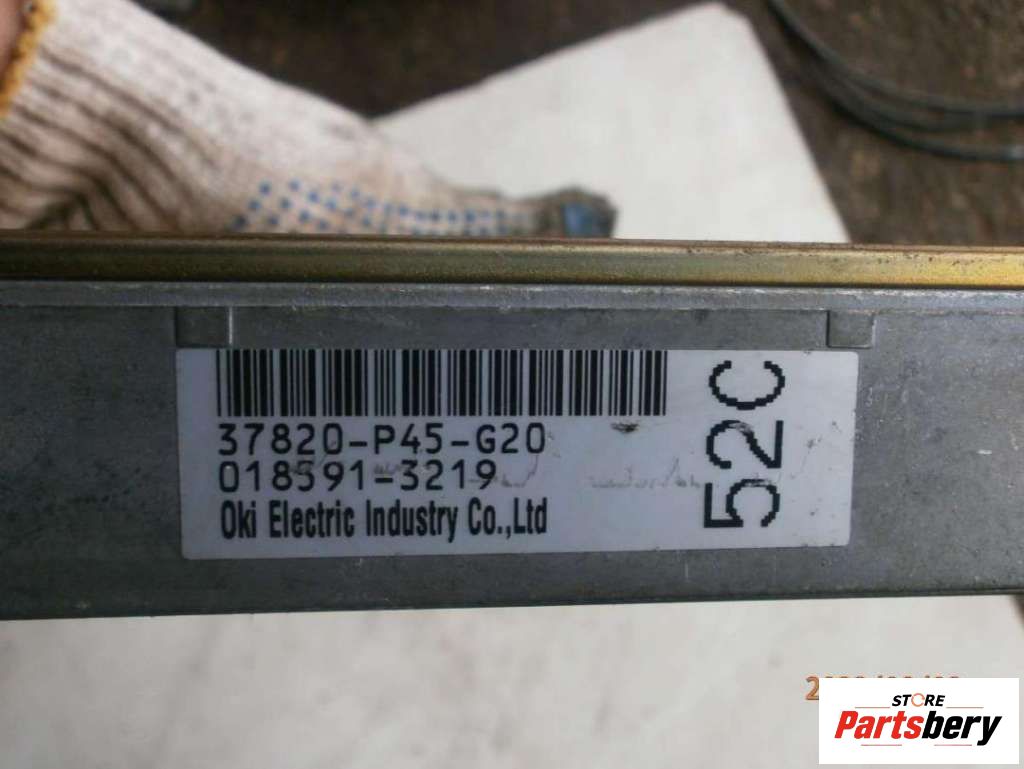 37820-P45-G20
018591-3219
Oki Electric Industry Co.,Ltd
52C
STORE
Partsbery